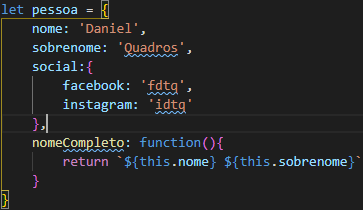 let pessoa = {
    nome: 'Daniel',
    sobrenome: 'Quadros',
    social:{
        facebook: 'fdtq',
        instagram: 'idtq'
    },
    nomeCompleto: function(){
        return `${this.nome} ${this.sobrenome}`
    }
}